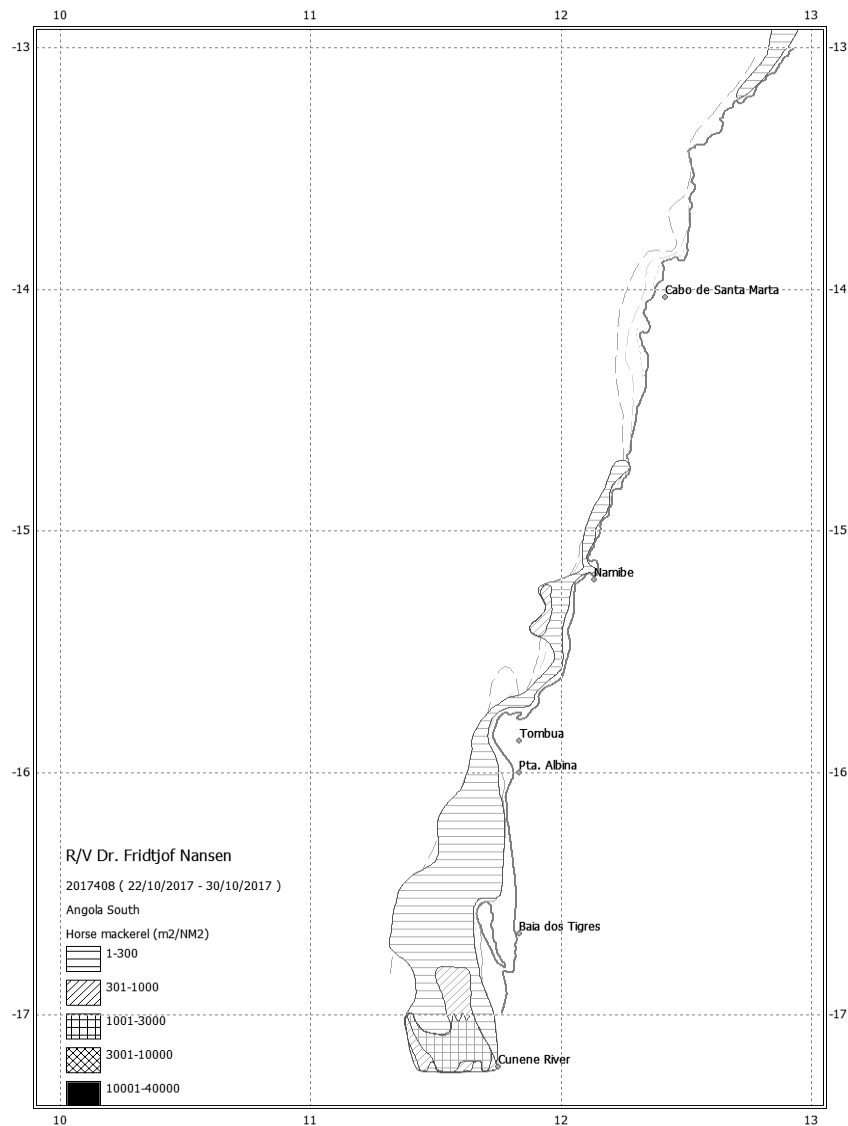 10 11 12 13
-13 -13
Cabo de Santa Marta
-14 -14
-15 -15
Namibe
Tombua
Pta. Albina
-16 -16
R/V Dr. Fridtjof Nansen
2017408 ( 22/10/2017 - 30/10/2017 )
Angola South
Horse mackerel (m2/NM2)
1-300
301-1000
1001-3000
3001-10000
10001-40000
Baia dos Tigres
-17 -17
Cunene River
10 11 12 13